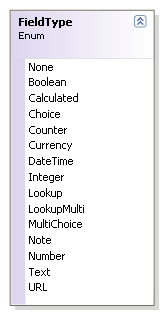 FieldType
Enum
None
Boolean
Calculated
Choice
Counter
Currency
DateTime
Integer
Lookup
LookupMulti
MultiChoice
Note
Number
Text
URL